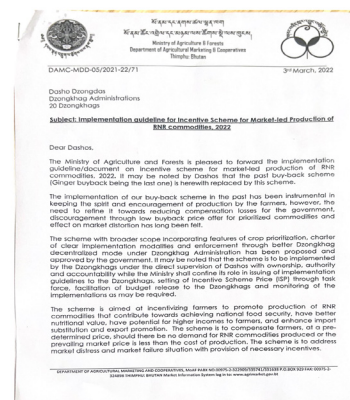 Ministry of Agriculture & Forests
Department of Agricultural Marketing & Cooperatives
Thimphu: Bhutan
DAMC-MDD-05/2021-22/71
3rd March, 2022
Dasho Dzongdas
Dzongkhag Administrations
20 Dzongkhags
Subject: Implementation guideline for Incentive Scheme for Market-led Production of
RNR commodities, 2022
Dear Dashos,
The Ministry of Agriculture and Forests is pleased to forward the implementation
guideline/document on incentive scheme for market-led production of RNR
commodities, 2022, it may be noted by Dashos that the past buy-back scheme
(Ginger buyback being the last one) is herewith replaced by this scheme.
The implementation of our buy-back scheme in the past has been instrumental in
keeping the spirit and encouragement of production by the farmers, however, the
need to refine it towards reducing compensation losses for the government,
discouragement through low buyback price offer for prioritized commodities and
effect on market distortion has long been felt.
The scheme with broader scope incorporating features of crop prioritization, charter
of clear implementation modalities and enforcement through better Dzongkhag
decentralized mode under Dzongkhag Administration has been proposed and
approved by the government. It may be noted that the scheme is to be implemented
by the Dzongkhags under the direct supervision of Dashos with ownership, authority
and accountability while the Ministry shall confine its role in issuing of implementation
guidelines to the Dzongkhags, setting of Incentive Scheme Price (ISP) through task
force, facilitation of budget release to the Dzongkhags and monitoring of the
implementations as may be required.
The scheme is aimed at incentivizing farmers to promote production of RNR
commodities that contribute towards achieving national food security, have better
nutritional value, have potential for higher incomes to farmers, and enhance import
substitution and export promotion. The scheme is to compensate farmers, at a pre-
determined price, should there be no demand for RNR commodities produced or the
prevailing market price is less than the cost of production. The scheme is to address
market distress and market failure situation with provision of necessary incentives.
DEPARTMENT OF AGRICULTURAL MARKETING AND COOPERATIVES,
THIMPHU: BHUTAN Market Information System log in to: www.agrimarket.gov.bt